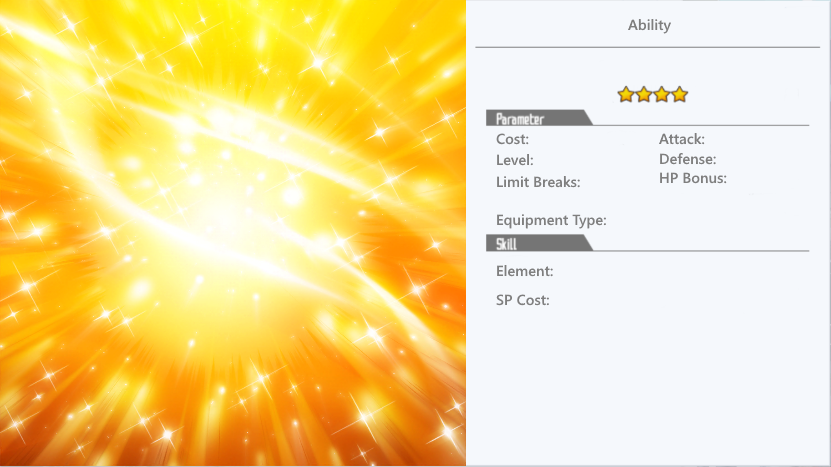 Ability
Parameter
Cost:
Attack:
Level:
Defense:
Limit Breaks:
HP Bonus:
Equipment Type:
Skill
Element:
SP Cost: